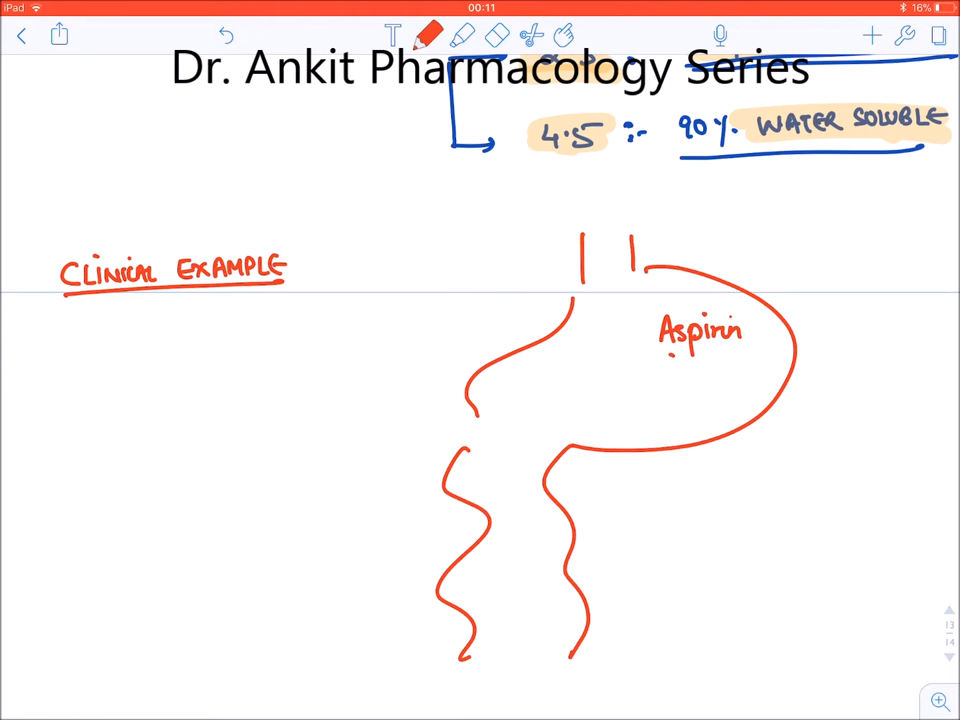 iPad 00:11 16%
T
Dr. Ankit Pharmacology Series
4.5 :- 90% WATER SOLUBLE
CLINICAL EXAMPLE
Aspirin
13
14